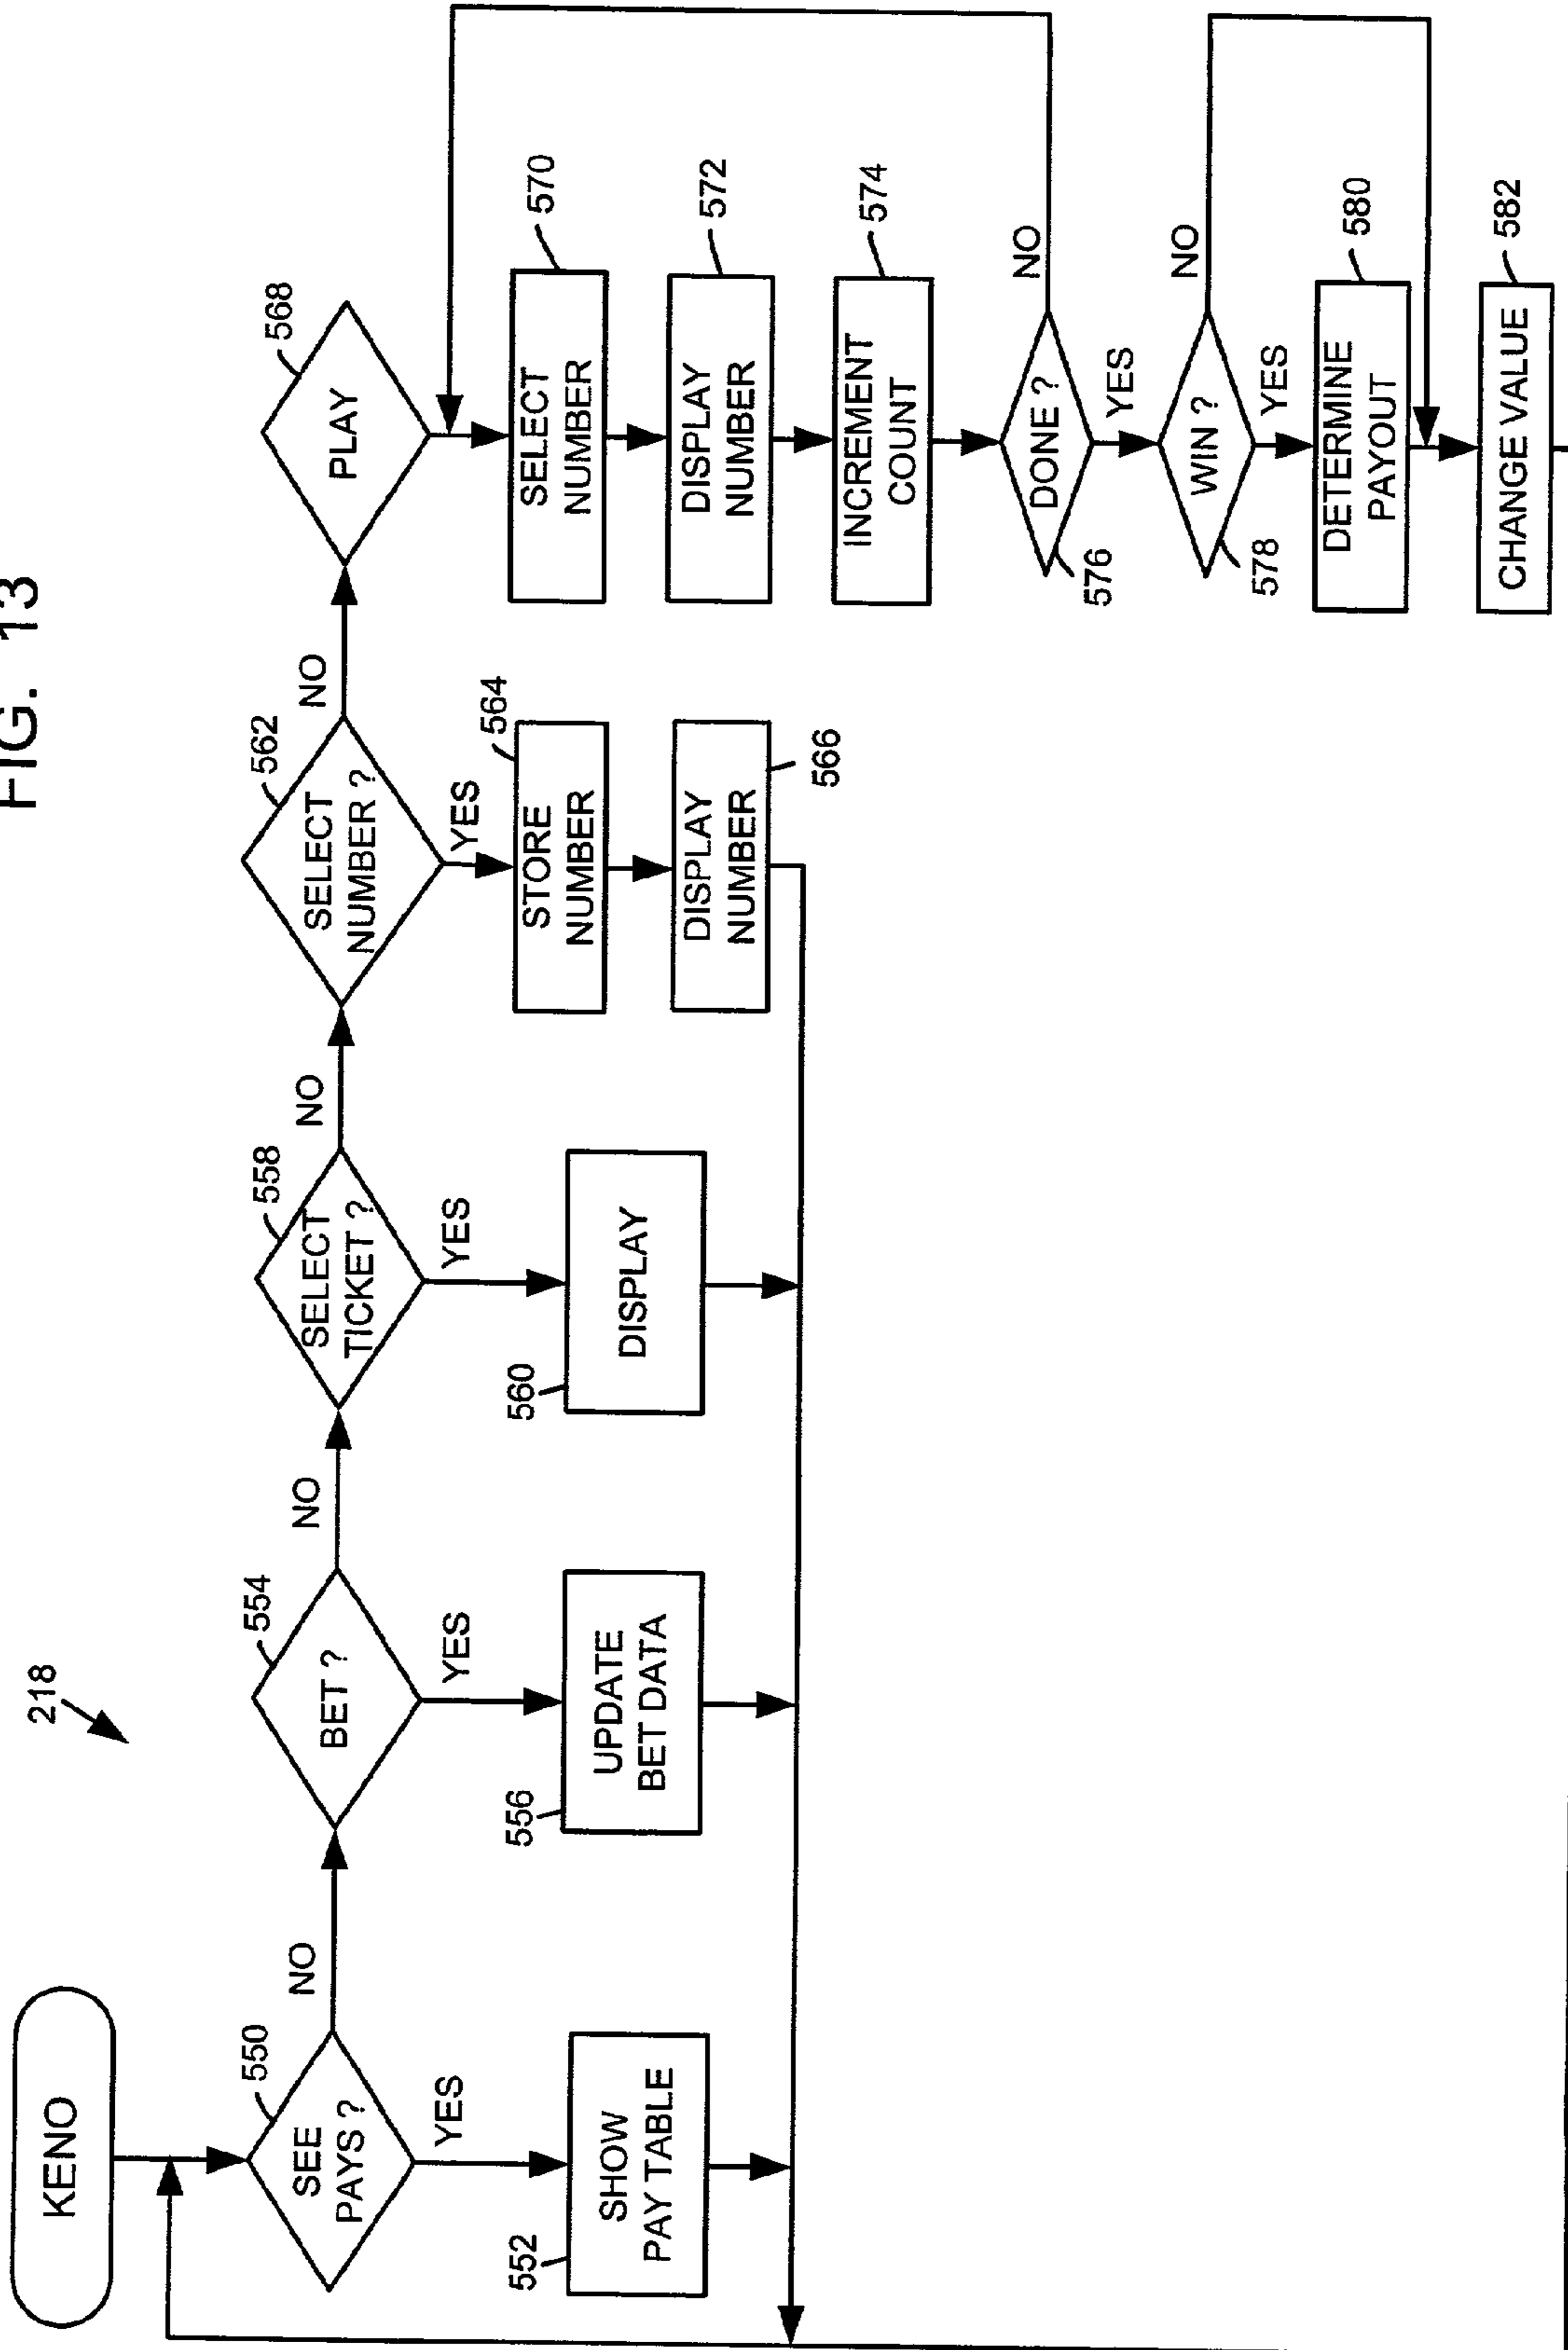 FIG. 13
218
KENO
550
SEE
PAYS ?
NO
YES
552
SHOW
PAY TABLE
554
BET ?
NO
YES
556
UPDATE
BET DATA
558
SELECT
TICKET ?
NO
YES
560
DISPLAY
562
SELECT
NUMBER ?
NO
YES
564
STORE
NUMBER
566
DISPLAY
NUMBER
568
PLAY
570
SELECT
NUMBER
572
DISPLAY
NUMBER
574
INCREMENT
COUNT
576
DONE ?
NO
YES
578
WIN ?
NO
YES
580
DETERMINE
PAYOUT
582
CHANGE VALUE